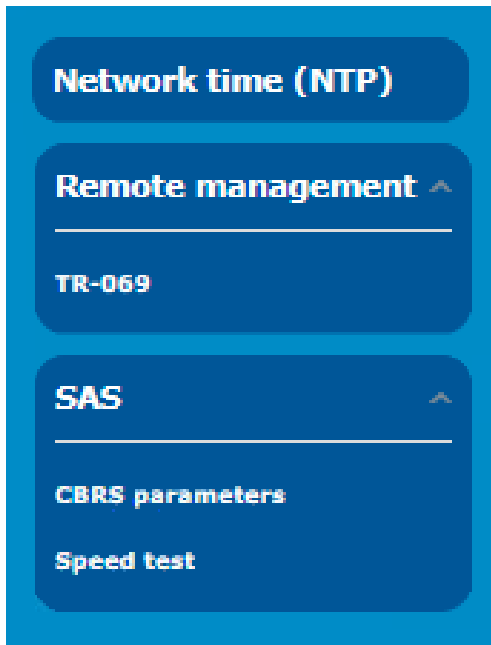 Network time (NTP)
Remote management
TR-069
SAS
CBRS parameters
Speed test